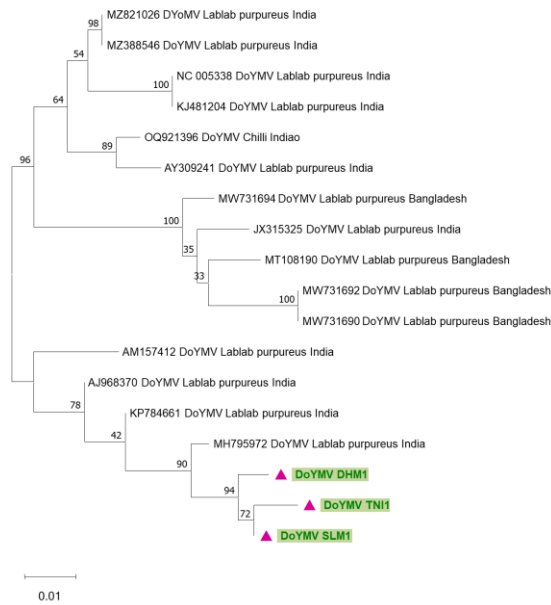 MZ821026 DYoMV Lablab purpureus India
98
MZ388546 DoYMV Lablab purpureus India
54
NC 005338 DoYMV Lablab purpureus India
100
KJ481204 DoYMV Lablab purpureus India
64
OQ921396 DoYMV Chilli Indiao
89
AY309241 DoYMV Lablab purpureus India
96
MW731694 DoYMV Lablab purpureus Bangladesh
100
JX315325 DoYMV Lablab purpureus India
35
MT108190 DoYMV Lablab purpureus Bangladesh
33
MW731692 DoYMV Lablab purpureus Bangladesh
100
MW731690 DoYMV Lablab purpureus Bangladesh
AM157412 DoYMV Lablab purpureus India
AJ968370 DoYMV Lablab purpureus India
78
KP784661 DoYMV Lablab purpureus India
42
MH795972 DoYMV Lablab purpureus India
90
DoYMV DHM1
94
DoYMV TNI1
72
DoYMV SLM1
0.01